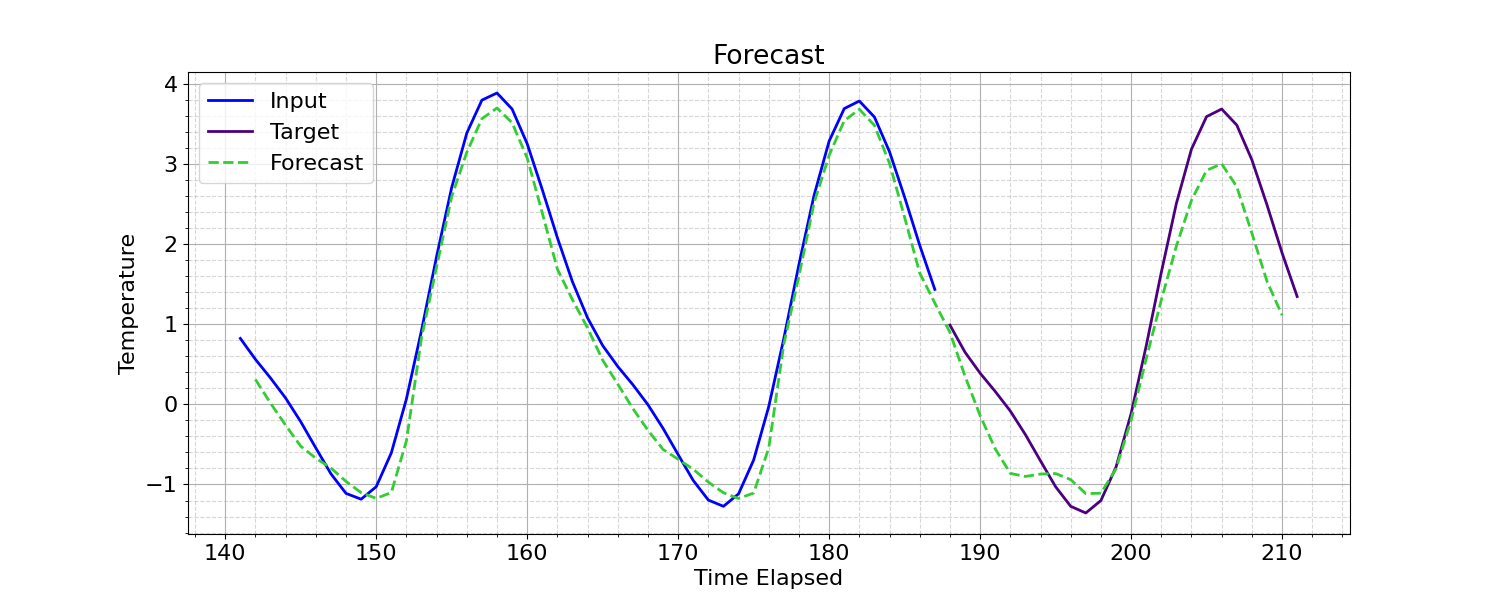 Forecast
Input
Target
Forecast
Temperature
4
3
2
1
0
−1
140 150 160 170 180 190 200 210
Time Elapsed